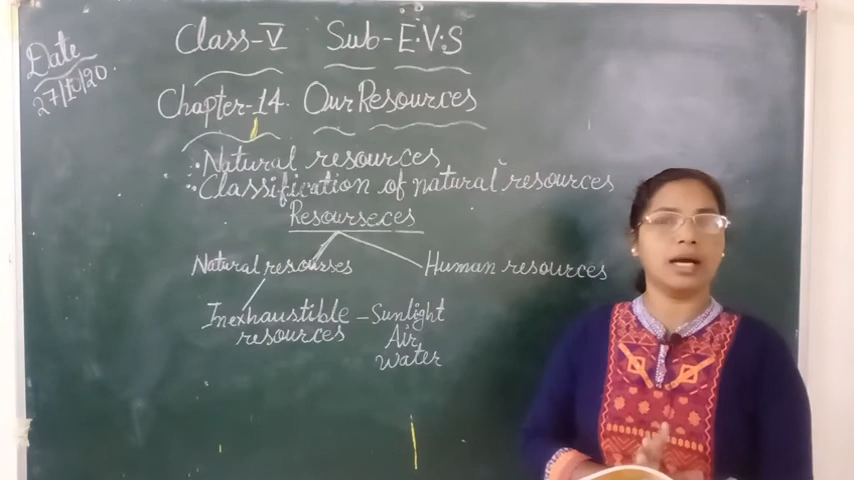 Date
27/10/20.
Class-V Sub-E.V.S
Chapter-14. Our Resources
Natural resources
Classification of natural resources
Resourseces
Natural resourses
Human resources
Inexhaustible - Sunlight
resources Air
Water